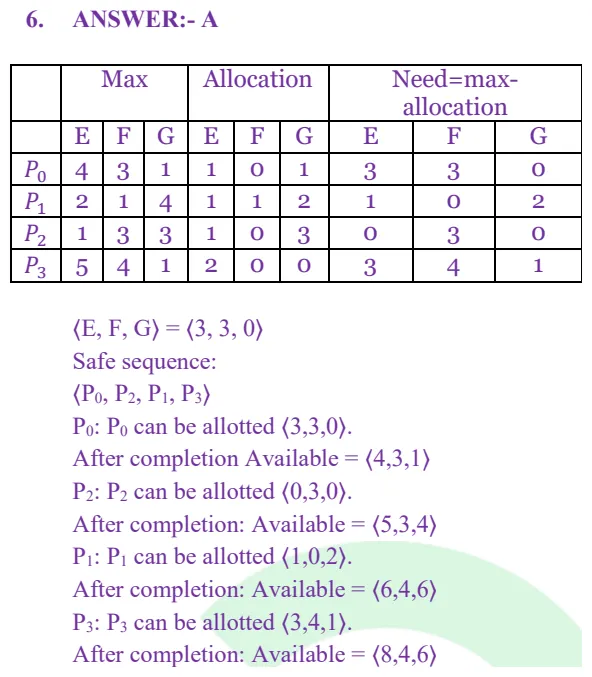 6. ANSWER:- A
Max Allocation Need=max-
allocation
E F G E F G E F G
P₀ 4 3 1 1 0 1 3 3 0
P₁ 2 1 4 1 1 2 1 0 2
P₂ 1 3 3 1 0 3 0 3 0
P₃ 5 4 1 2 0 0 3 4 1
⟨E, F, G⟩ = ⟨3, 3, 0⟩
Safe sequence:
⟨P₀, P₂, P₁, P₃⟩
P₀: P₀ can be allotted ⟨3,3,0⟩.
After completion Available = ⟨4,3,1⟩
P₂: P₂ can be allotted ⟨0,3,0⟩.
After completion: Available = ⟨5,3,4⟩
P₁: P₁ can be allotted ⟨1,0,2⟩.
After completion: Available = ⟨6,4,6⟩
P₃: P₃ can be allotted ⟨3,4,1⟩.
After completion: Available = ⟨8,4,6⟩